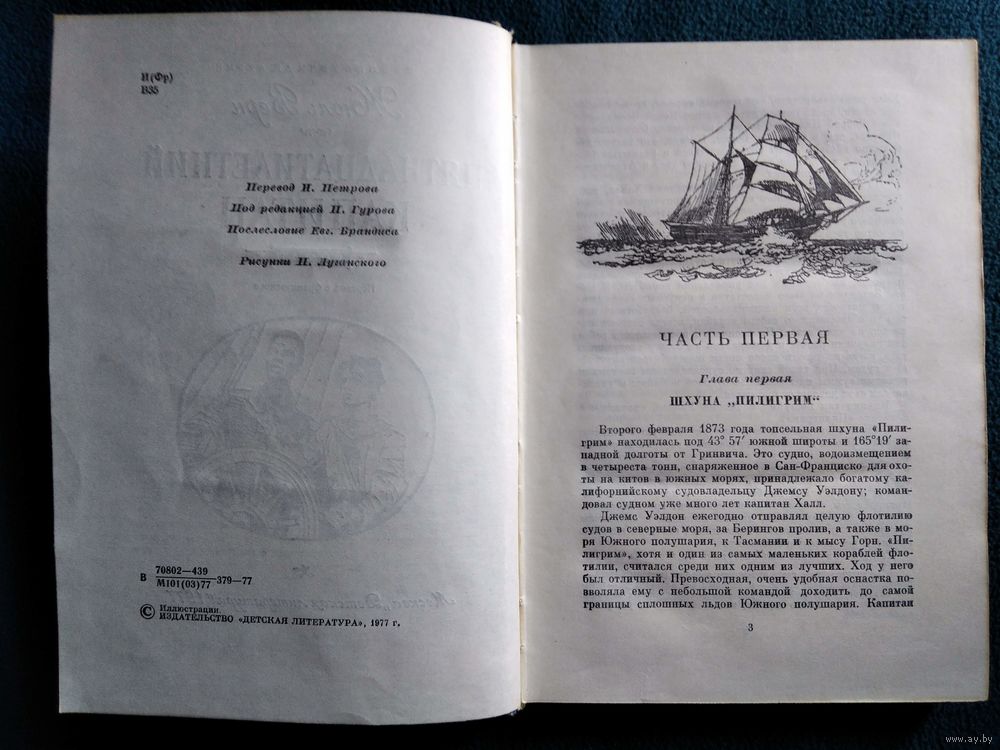 И(Фр)
В35
Перевод И. Петрова
Под редакцией П. Гурова
Послесловие Евг. Брандиса
Рисунки П. Луганского
В 70802—439
М101(03)77 —379—77
© Иллюстрации.
ИЗДАТЕЛЬСТВО «ДЕТСКАЯ ЛИТЕРАТУРА», 1977 г.
ЧАСТЬ ПЕРВАЯ
Глава первая
ШХУНА „ПИЛИГРИМ“
Второго февраля 1873 года топсельная шхуна «Пили-
грим» находилась под 43° 57′ южной широты и 165°19′ за-
падной долготы от Гринвича. Это судно, водоизмещением
в четыреста тонн, снаряженное в Сан-Франциско для охо-
ты на китов в южных морях, принадлежало богатому ка-
лифорнийскому судовладельцу Джемсу Уэлдону; коман-
довал судном уже много лет капитан Халл.
Джемс Уэлдон ежегодно отправлял целую флотилию
судов в северные моря, за Берингов пролив, а также в мо-
ря Южного полушария, к Тасмании и к мысу Горн. «Пи-
лигрим», хотя и один из самых маленьких кораблей фло-
тилии, считался среди них одним из лучших. Ход у него
был отличный. Превосходная, очень удобная оснастка по-
зволяла ему с небольшой командой доходить до самой
границы сплошных льдов Южного полушария. Капитан
3
www.ay.by